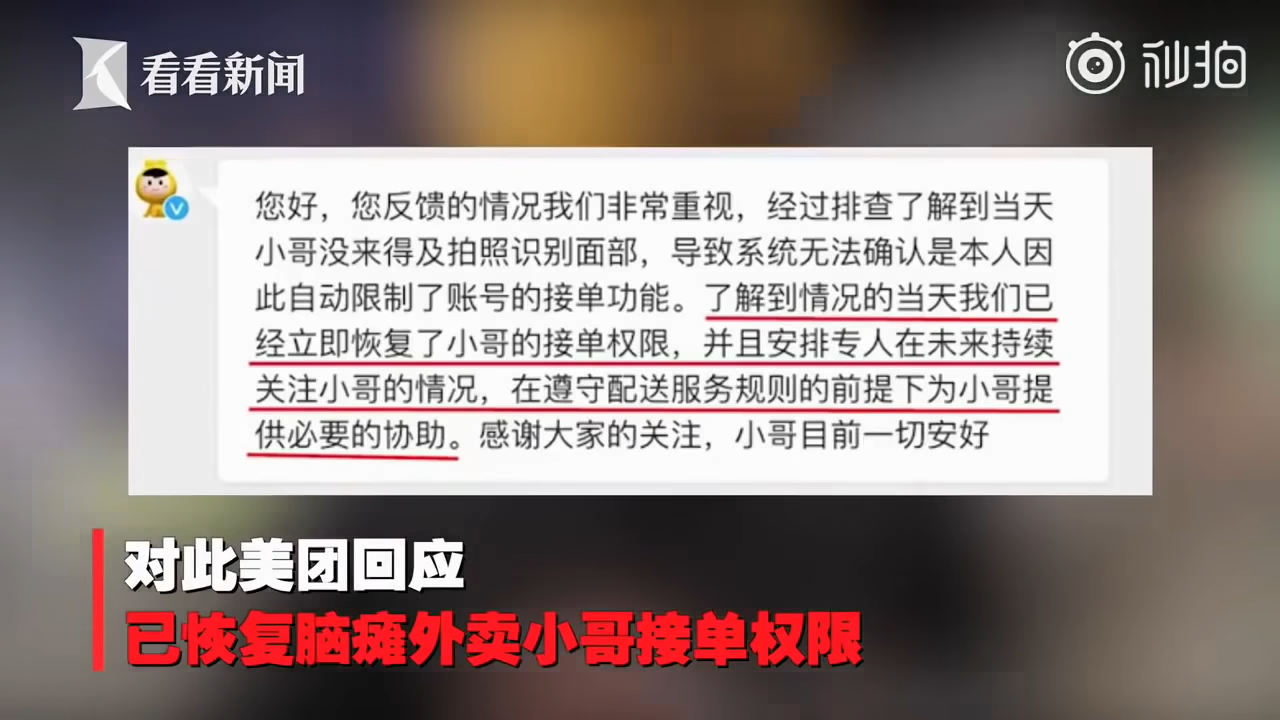 看看新闻
秒拍
您好，您反馈的情况我们非常重视，经过排查了解到当天
小哥没来得及拍照识别面部，导致系统无法确认是本人因
此自动限制了账号的接单功能。了解到情况的当天我们已
经立即恢复了小哥的接单权限，并且安排专人在未来持续
关注小哥的情况，在遵守配送服务规则的前提下为小哥提
供必要的协助。感谢大家的关注，小哥目前一切安好
对此美团回应
已恢复脑瘫外卖小哥接单权限